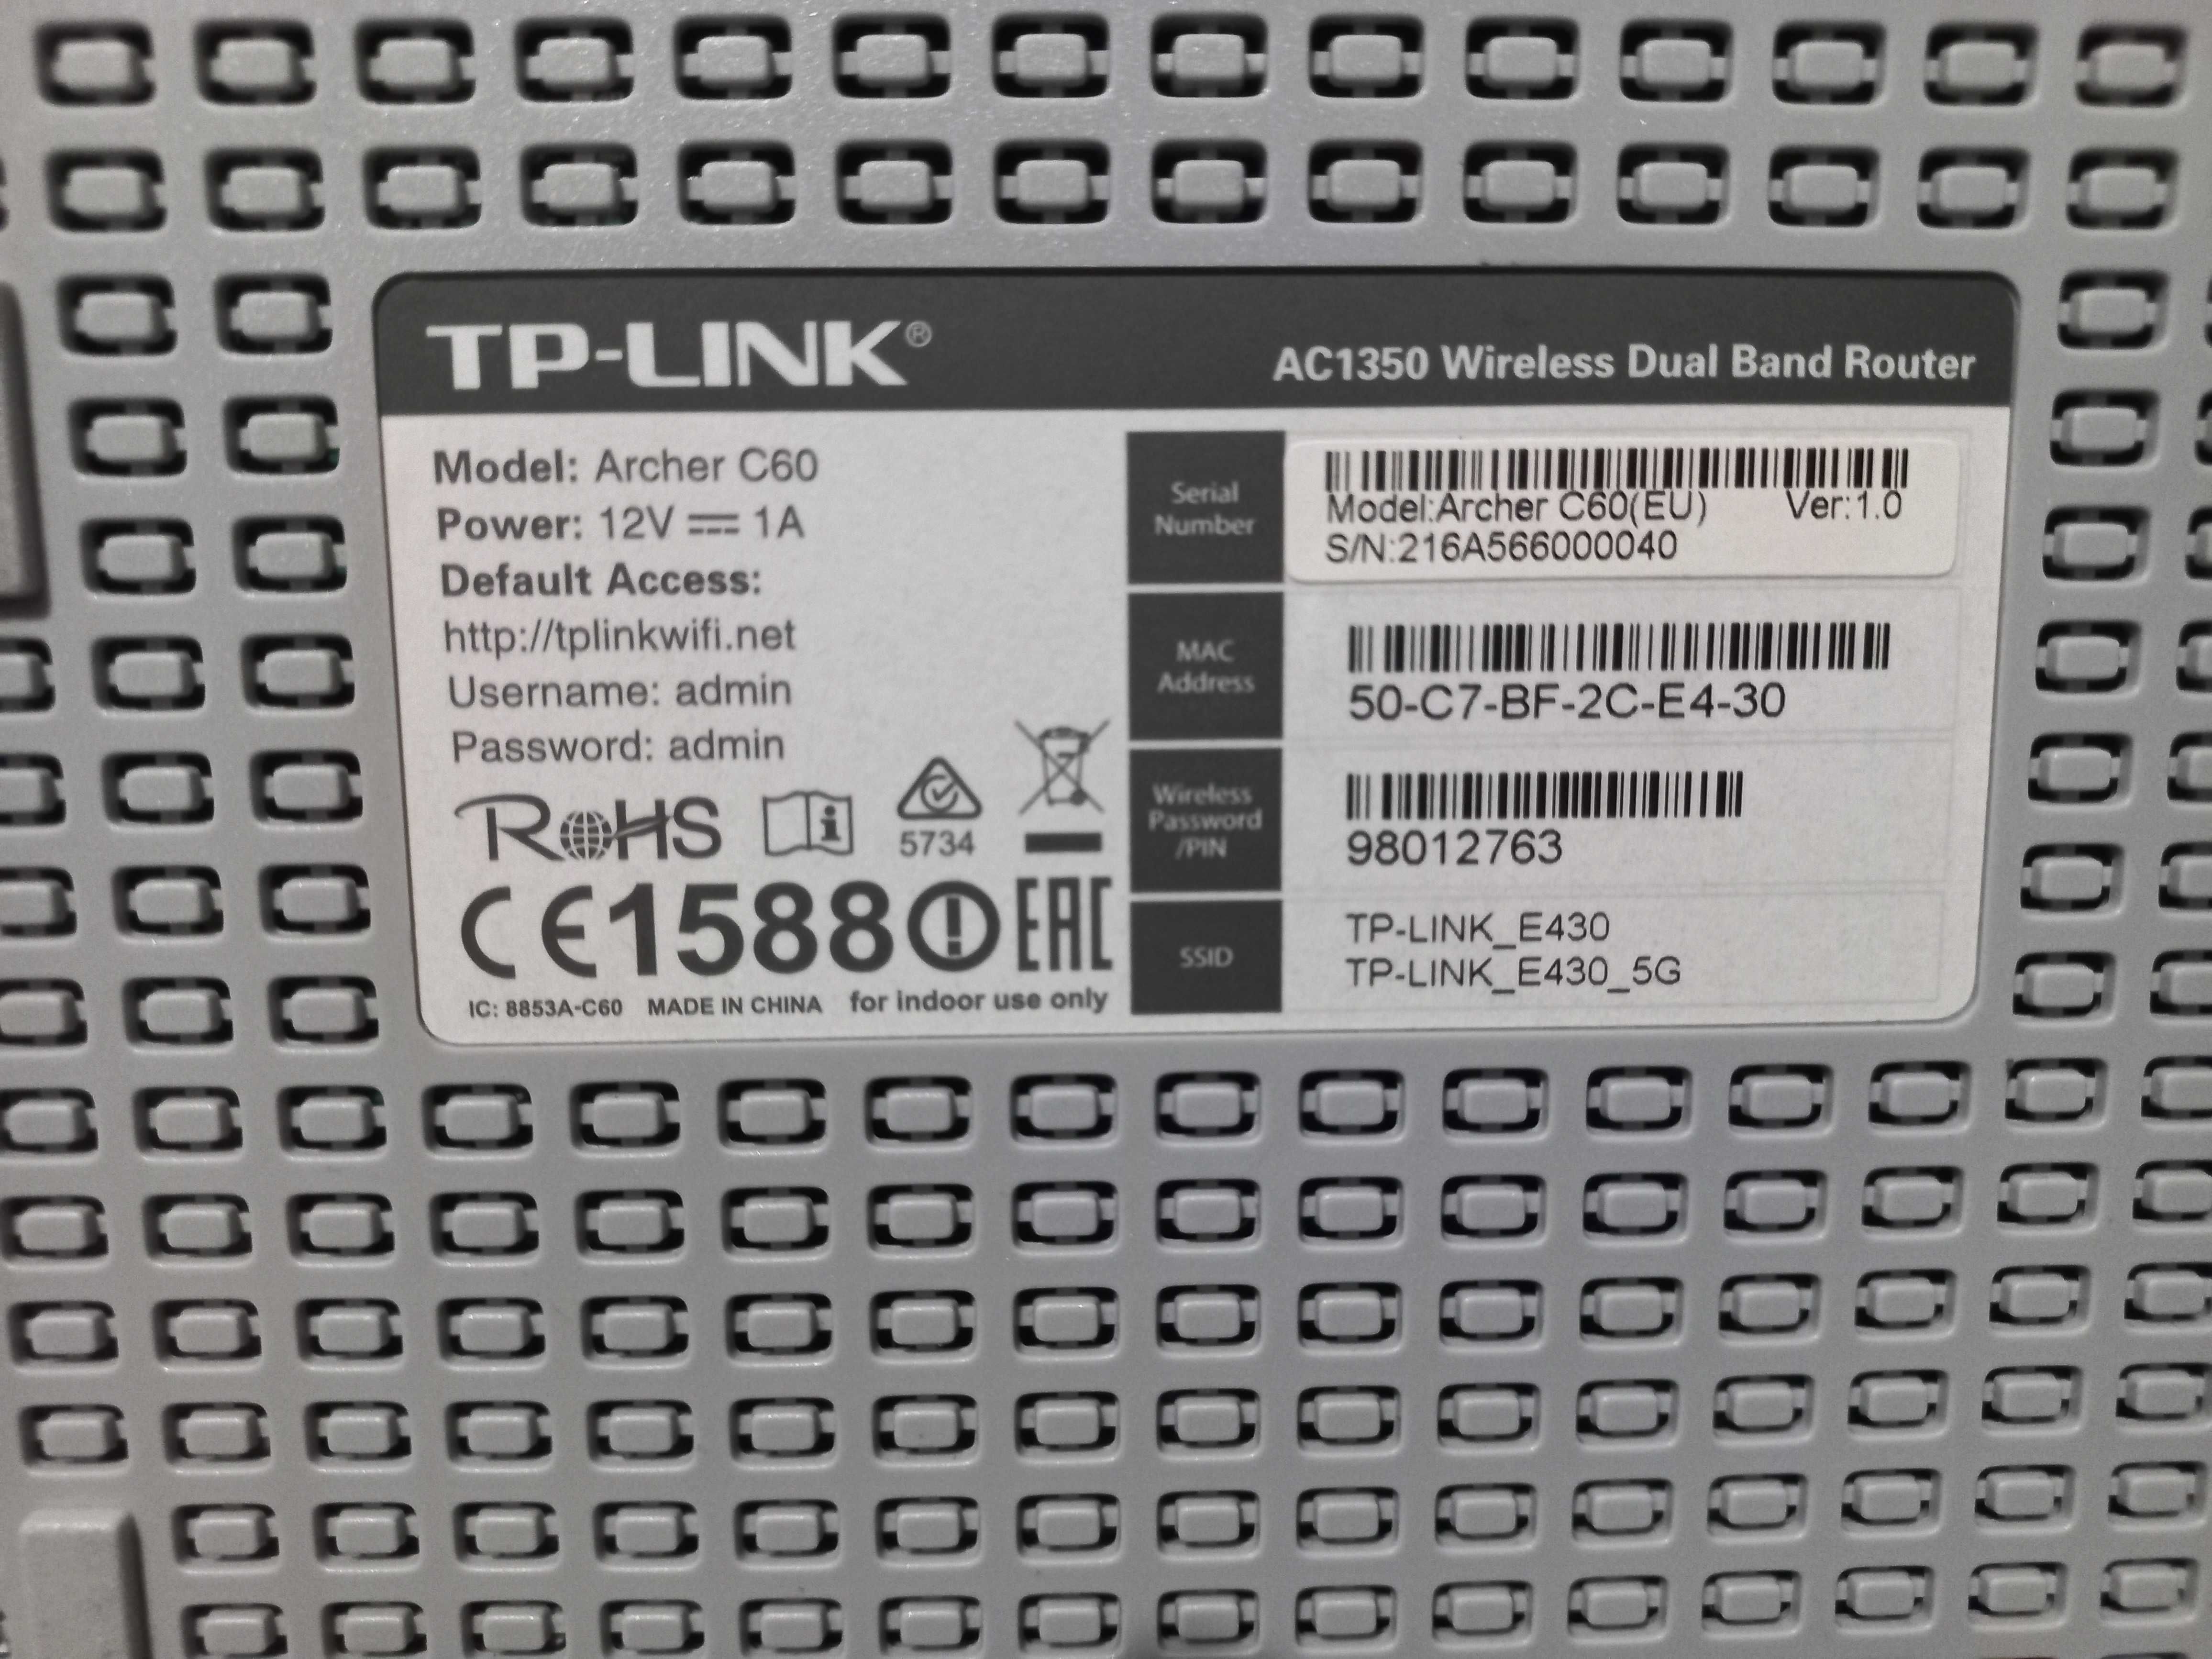 TP-LINK®
AC1350 Wireless Dual Band Router
Model: Archer C60
Power: 12V ⎓ 1A
Default Access:
http://tplinkwifi.net
Username: admin
Password: admin
RoHS
5734
CE1588
EAC
IC: 8853A-C60 MADE IN CHINA for indoor use only
Serial
Number
Model:Archer C60(EU) Ver:1.0
S/N:216A566000040
MAC
Address
50-C7-BF-2C-E4-30
Wireless
Password
/PIN
98012763
SSID
TP-LINK_E430
TP-LINK_E430_5G